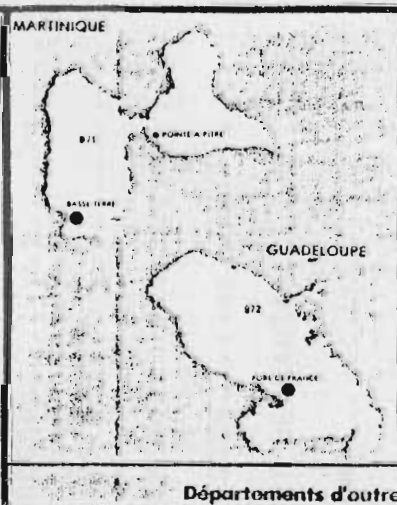 MARTINIQUE
971
POINTE A PITRE
BASSE TERRE
GUADELOUPE
972
FORT DE FRANCE
Départements d'outre